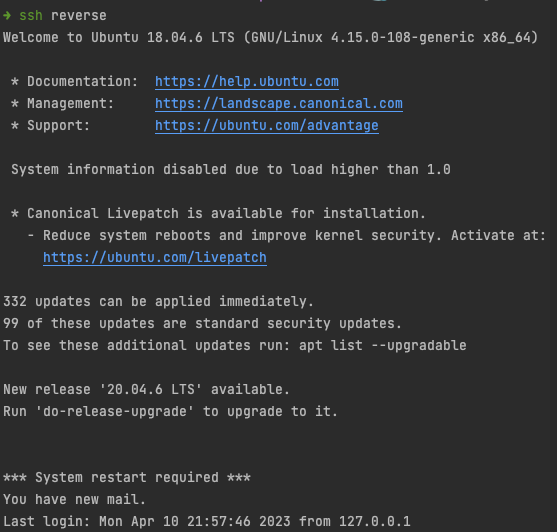 → ssh reverse
Welcome to Ubuntu 18.04.6 LTS (GNU/Linux 4.15.0-108-generic x86_64)
* Documentation:  https://help.ubuntu.com
* Management:     https://landscape.canonical.com
* Support:        https://ubuntu.com/advantage
System information disabled due to load higher than 1.0
* Canonical Livepatch is available for installation.
- Reduce system reboots and improve kernel security. Activate at:
https://ubuntu.com/livepatch
332 updates can be applied immediately.
99 of these updates are standard security updates.
To see these additional updates run: apt list --upgradable
New release '20.04.6 LTS' available.
Run 'do-release-upgrade' to upgrade to it.
*** System restart required ***
You have new mail.
Last login: Mon Apr 10 21:57:46 2023 from 127.0.0.1